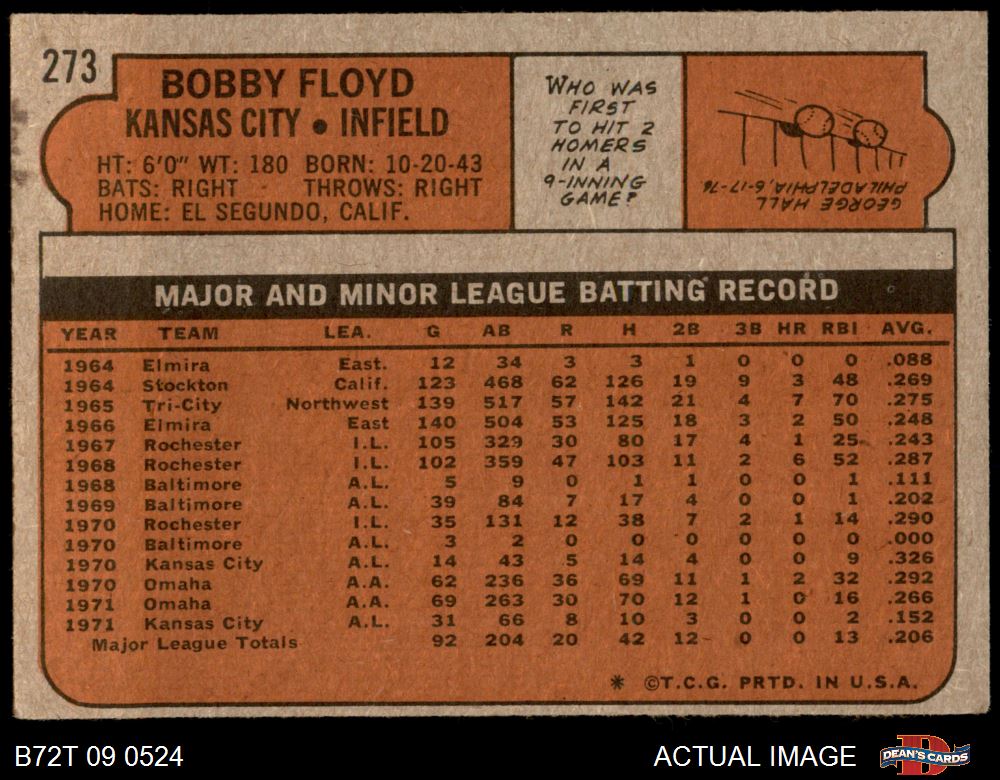 273
BOBBY FLOYD
KANSAS CITY • INFIELD
HT: 6'0" WT: 180 BORN: 10-20-43
BATS: RIGHT THROWS: RIGHT
HOME: EL SEGUNDO, CALIF.
WHO WAS
FIRST
TO HIT 2
HOMERS
IN A
9-INNING
GAME?
GEORGE HALL
PHILADELPHIA, 6-17-76.
MAJOR AND MINOR LEAGUE BATTING RECORD
YEAR TEAM LEA. G AB R H 2B 3B HR RBI AVG.
1964 Elmira East. 12 34 3 3 1 0 0 0 .088
1964 Stockton Calif. 123 468 62 126 19 9 3 48 .269
1965 Tri-City Northwest 139 517 57 142 21 4 7 70 .275
1966 Elmira East 140 504 53 125 18 3 2 50 .248
1967 Rochester I.L. 105 329 30 80 17 4 1 25 .243
1968 Rochester I.L. 102 359 47 103 11 2 6 52 .287
1968 Baltimore A.L. 5 9 0 1 1 0 0 1 .111
1969 Baltimore A.L. 39 84 7 17 4 0 0 1 .202
1970 Rochester I.L. 35 131 12 38 7 2 1 14 .290
1970 Baltimore A.L. 3 2 0 0 0 0 0 0 .000
1970 Kansas City A.L. 14 43 5 14 4 0 0 9 .326
1970 Omaha A.A. 62 236 36 69 11 1 2 32 .292
1971 Omaha A.A. 69 263 30 70 12 1 0 16 .266
1971 Kansas City A.L. 31 66 8 10 3 0 0 2 .152
Major League Totals 92 204 20 42 12 0 0 13 .206
* ©T.C.G. PRTD. IN U.S.A.
B72T 09 0524
ACTUAL IMAGE
DEAN'S CARDS